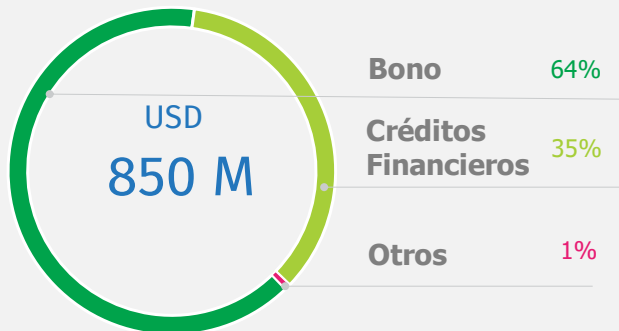 USD
850 M
Bono 64%
Créditos
Financieros 35%
Otros 1%